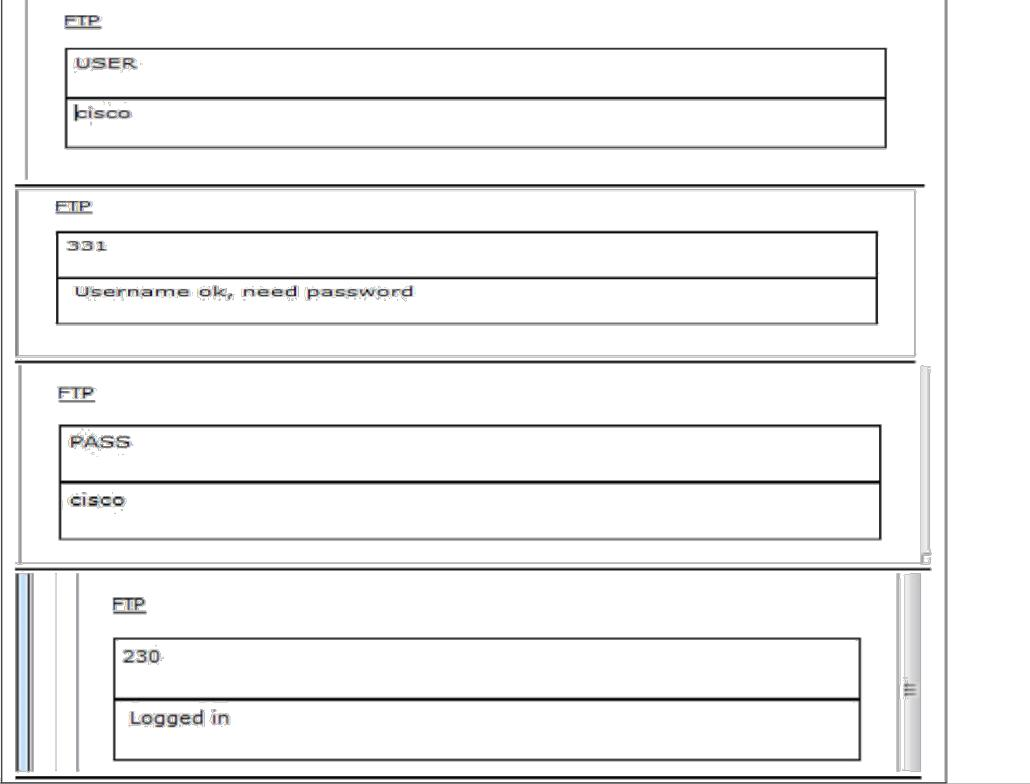 FTP
USER
cisco
FTP
331
Username ok, need password
FTP
PASS
cisco
FTP
230
Logged in